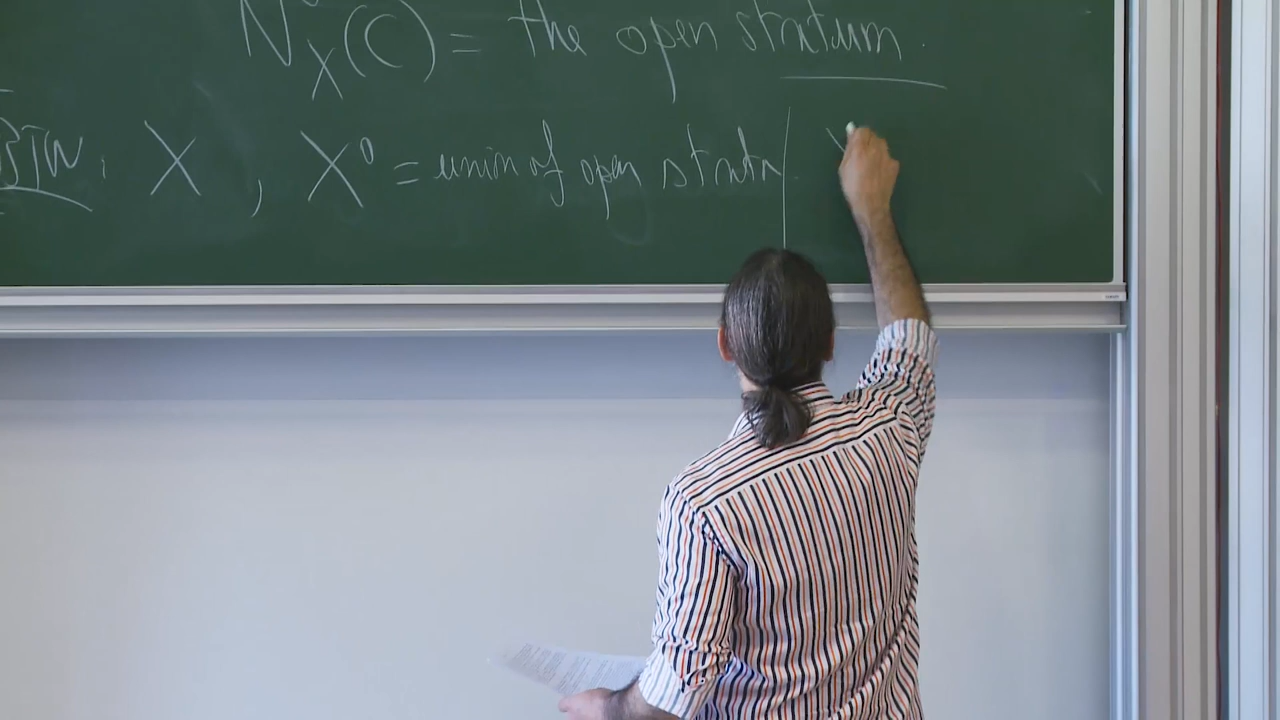 N°X(C) = the open stratum.
X , X° = union of open strata